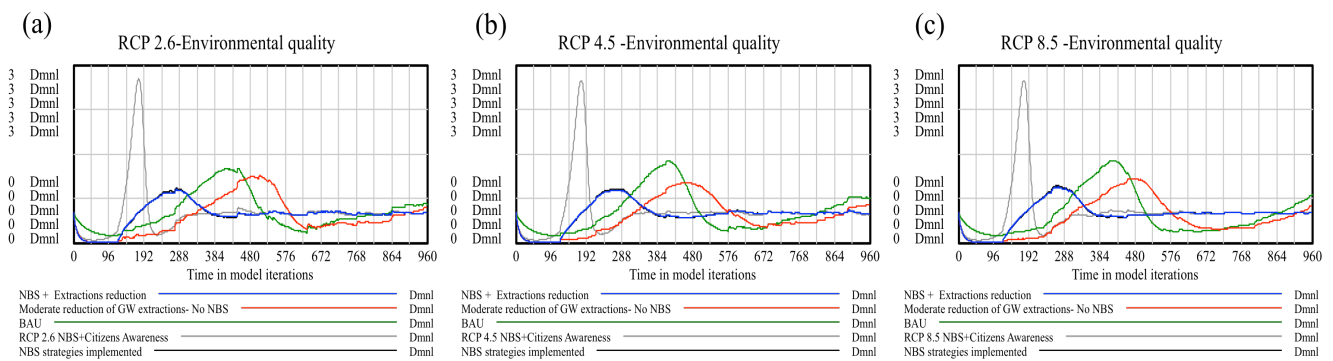 (a)
RCP 2.6-Environmental quality
3 Dmnl
3 Dmnl
3 Dmnl
3 Dmnl
3 Dmnl
0 Dmnl
0 Dmnl
0 Dmnl
0 Dmnl
0 Dmnl
0 96 192 288 384 480 576 672 768 864 960
Time in model iterations
NBS + Extractions reduction Dmnl
Moderate reduction of GW extractions- No NBS Dmnl
BAU Dmnl
RCP 2.6 NBS+Citizens Awareness Dmnl
NBS strategies implemented Dmnl
(b)
RCP 4.5 -Environmental quality
3 Dmnl
3 Dmnl
3 Dmnl
3 Dmnl
3 Dmnl
0 Dmnl
0 Dmnl
0 Dmnl
0 Dmnl
0 Dmnl
0 96 192 288 384 480 576 672 768 864 960
Time in model iterations
NBS + Extractions reduction Dmnl
Moderate reduction of GW extractions- No NBS Dmnl
BAU Dmnl
RCP 4.5 NBS+Citizens Awareness Dmnl
NBS strategies implemented Dmnl
(c)
RCP 8.5 -Environmental quality
3 Dmnl
3 Dmnl
3 Dmnl
3 Dmnl
3 Dmnl
0 Dmnl
0 Dmnl
0 Dmnl
0 Dmnl
0 Dmnl
0 96 192 288 384 480 576 672 768 864 960
Time in model iterations
NBS + Extractions reduction Dmnl
Moderate reduction of GW extractions- No NBS Dmnl
BAU Dmnl
RCP 8.5 NBS+Citizens Awareness Dmnl
NBS strategies implemented Dmnl